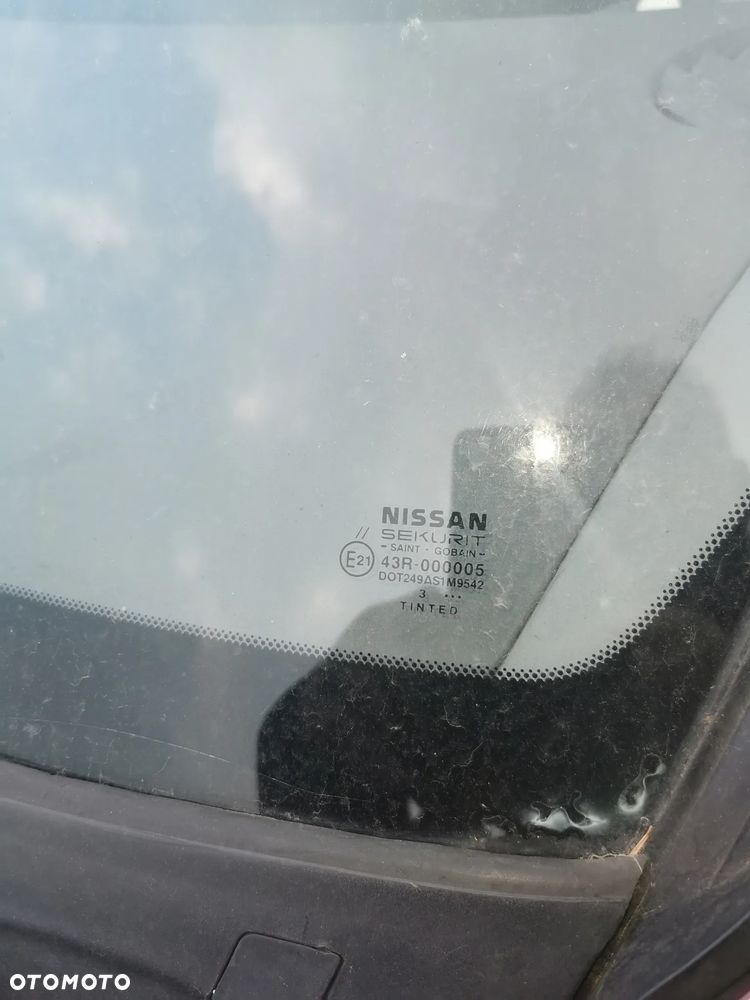 NISSAN
// SEKURIT
- SAINT - GOBAIN -
E21 43R-000005
DOT249AS1M9542
3 ...
TINTED
OTOMOTO